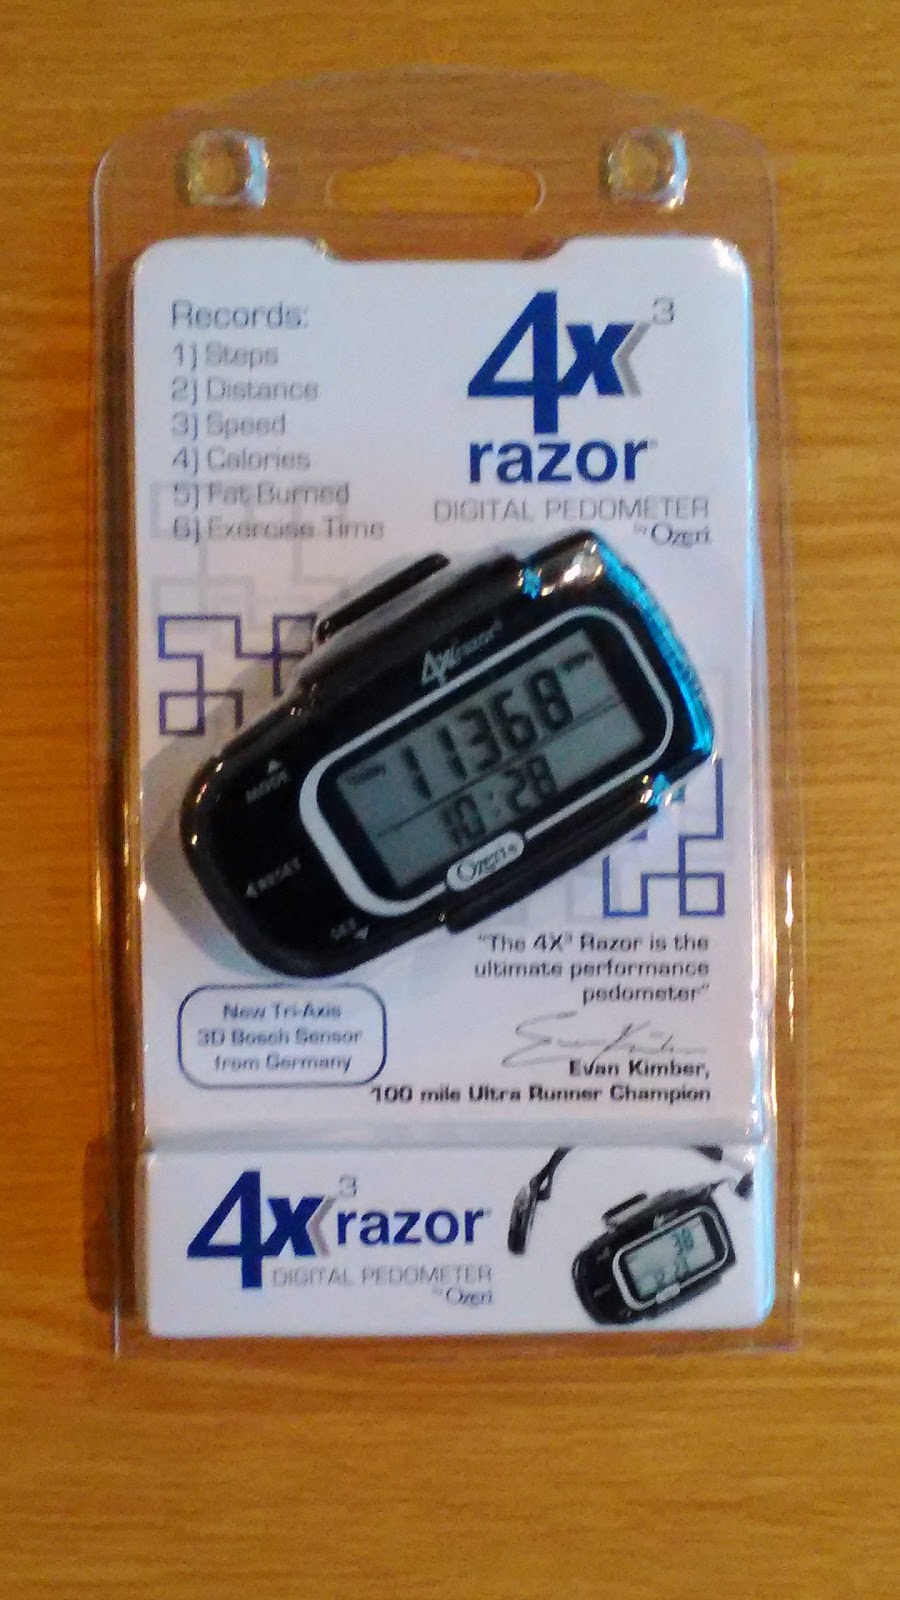 Records:
1) Steps
2) Distance
3) Speed
4) Calories
5) Fat Burned
6) Exercise Time
4x3
razor
DIGITAL PEDOMETER
by Ozeri
4x razor3
11368
10:28
MODE
RESET
SET
Ozeri
"The 4X3 Razor is the
ultimate performance
pedometer"
Evan Kimber,
100 mile Ultra Runner Champion
New Tri-Axis
3D Bosch Sensor
from Germany
4x3 razor
DIGITAL PEDOMETER
by Ozeri